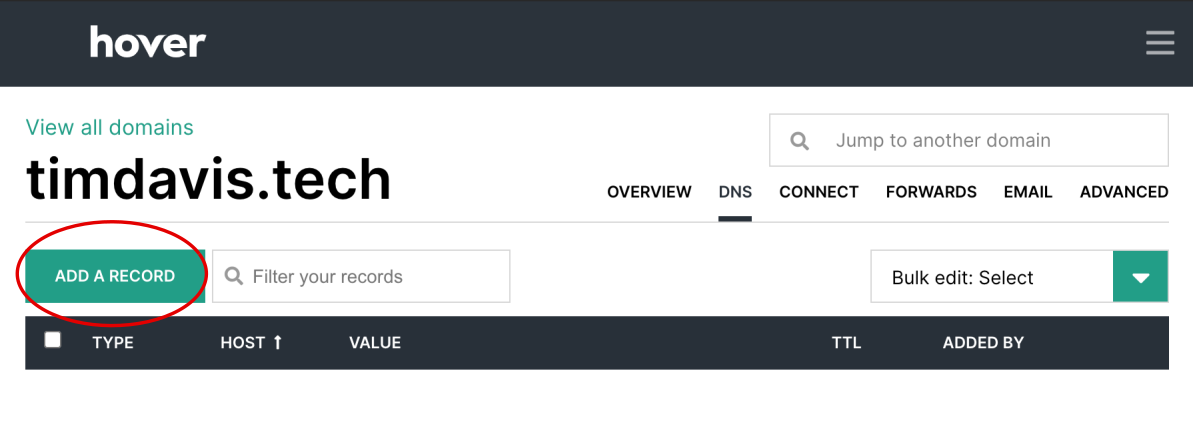 hover
View all domains
timdavis.tech
Jump to another domain
OVERVIEW DNS CONNECT FORWARDS EMAIL ADVANCED
ADD A RECORD
Filter your records
Bulk edit: Select
TYPE HOST ↑ VALUE TTL ADDED BY